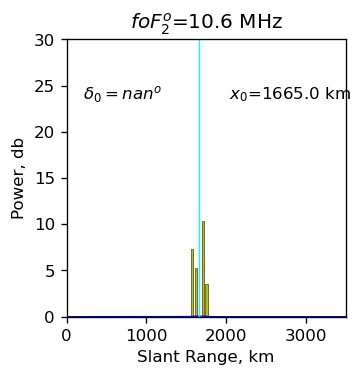 foF₂ᵒ=10.6 MHz
30
25
20
15
10
5
0
Power, db
δ₀ = nanᵒ
x₀=1665.0 km
0 1000 2000 3000
Slant Range, km